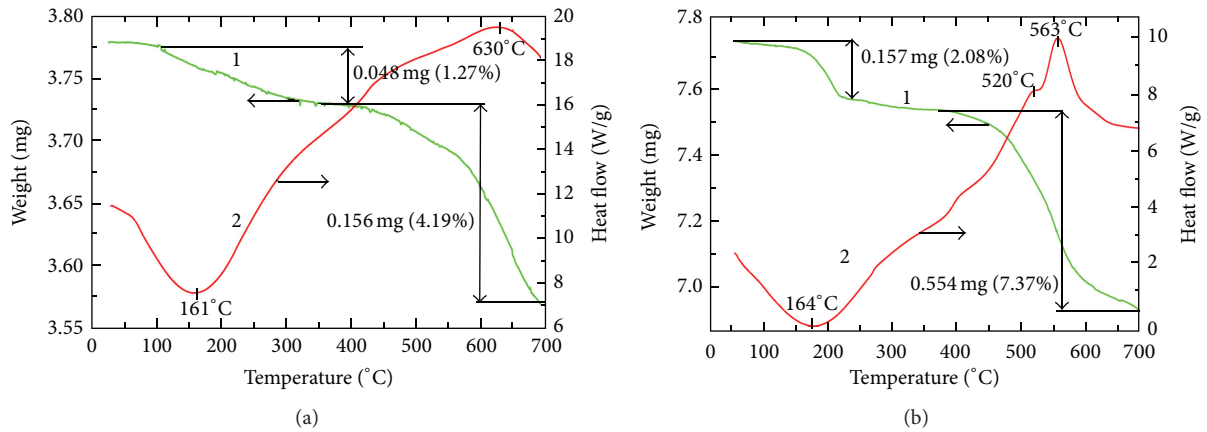 3.80
3.75
3.70
3.65
3.60
3.55
Weight (mg)
0 100 200 300 400 500 600 700
Temperature (°C)
20
18
16
14
12
10
8
6
Heat flow (W/g)
1
2
0.048 mg (1.27%)
630°C
0.156 mg (4.19%)
161°C
(a)
7.8
7.6
7.4
7.2
7.0
Weight (mg)
0 100 200 300 400 500 600 700
Temperature (°C)
10
8
6
4
2
0
Heat flow (W/g)
563°C
0.157 mg (2.08%)
520°C
1
2
164°C
0.554 mg (7.37%)
(b)